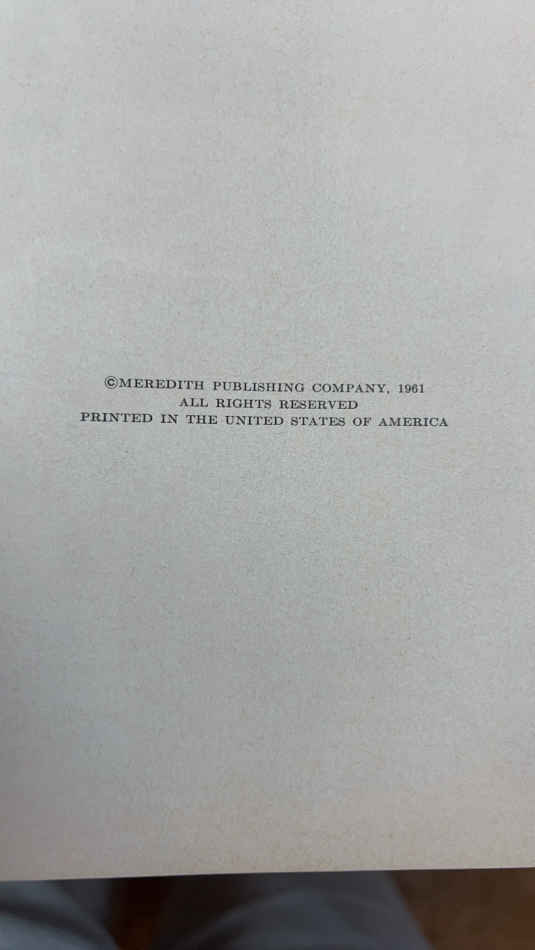 ©MEREDITH PUBLISHING COMPANY, 1961
ALL RIGHTS RESERVED
PRINTED IN THE UNITED STATES OF AMERICA